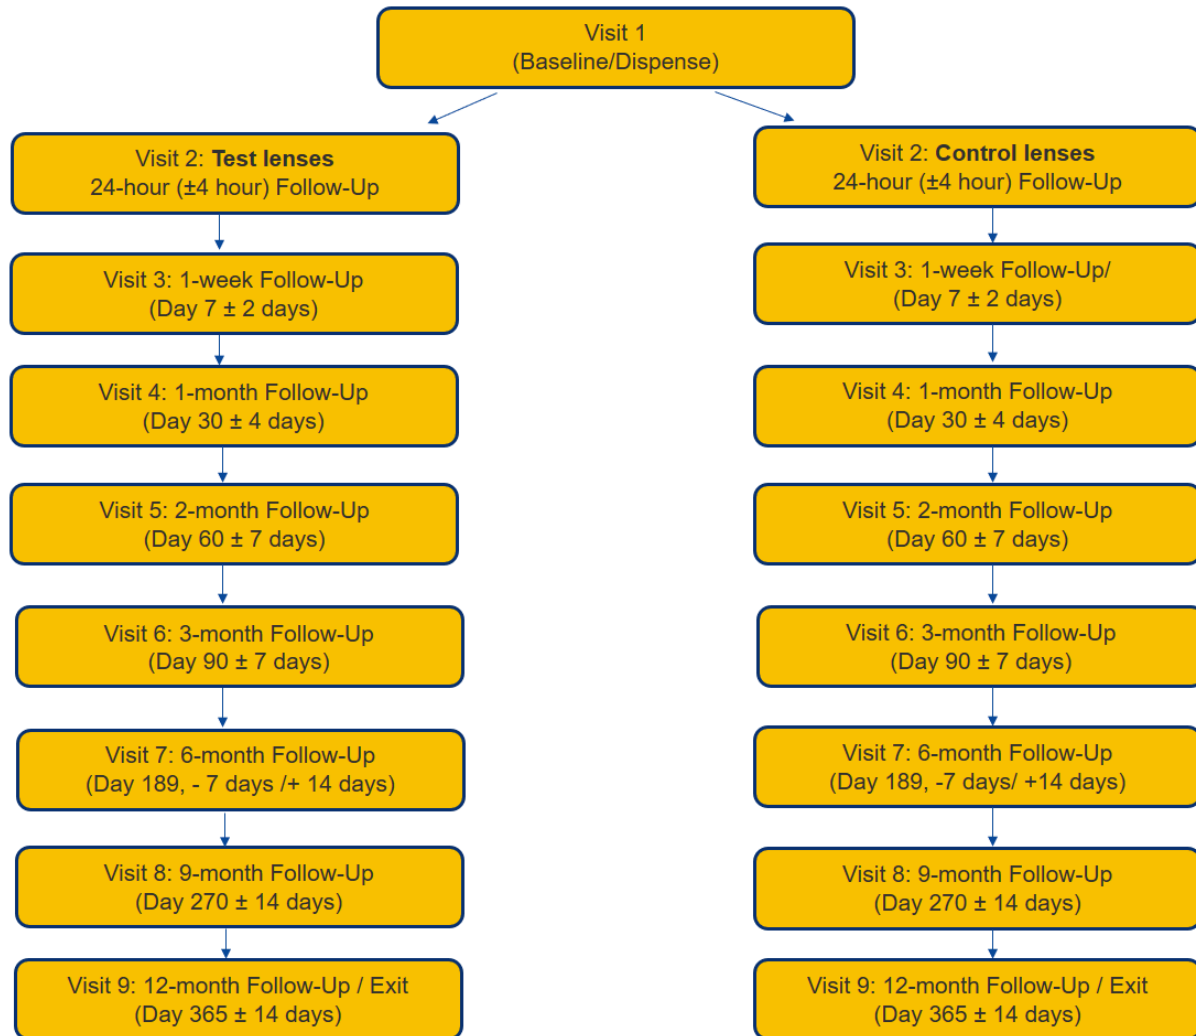 Visit 1
(Baseline/Dispense)
Visit 2: Test lenses
24-hour (±4 hour) Follow-Up
Visit 3: 1-week Follow-Up
(Day 7 ± 2 days)
Visit 4: 1-month Follow-Up
(Day 30 ± 4 days)
Visit 5: 2-month Follow-Up
(Day 60 ± 7 days)
Visit 6: 3-month Follow-Up
(Day 90 ± 7 days)
Visit 7: 6-month Follow-Up
(Day 189, - 7 days /+ 14 days)
Visit 8: 9-month Follow-Up
(Day 270 ± 14 days)
Visit 9: 12-month Follow-Up / Exit
(Day 365 ± 14 days)
Visit 2: Control lenses
24-hour (±4 hour) Follow-Up
Visit 3: 1-week Follow-Up/
(Day 7 ± 2 days)
Visit 4: 1-month Follow-Up
(Day 30 ± 4 days)
Visit 5: 2-month Follow-Up
(Day 60 ± 7 days)
Visit 6: 3-month Follow-Up
(Day 90 ± 7 days)
Visit 7: 6-month Follow-Up
(Day 189, -7 days/ +14 days)
Visit 8: 9-month Follow-Up
(Day 270 ± 14 days)
Visit 9: 12-month Follow-Up / Exit
(Day 365 ± 14 days)